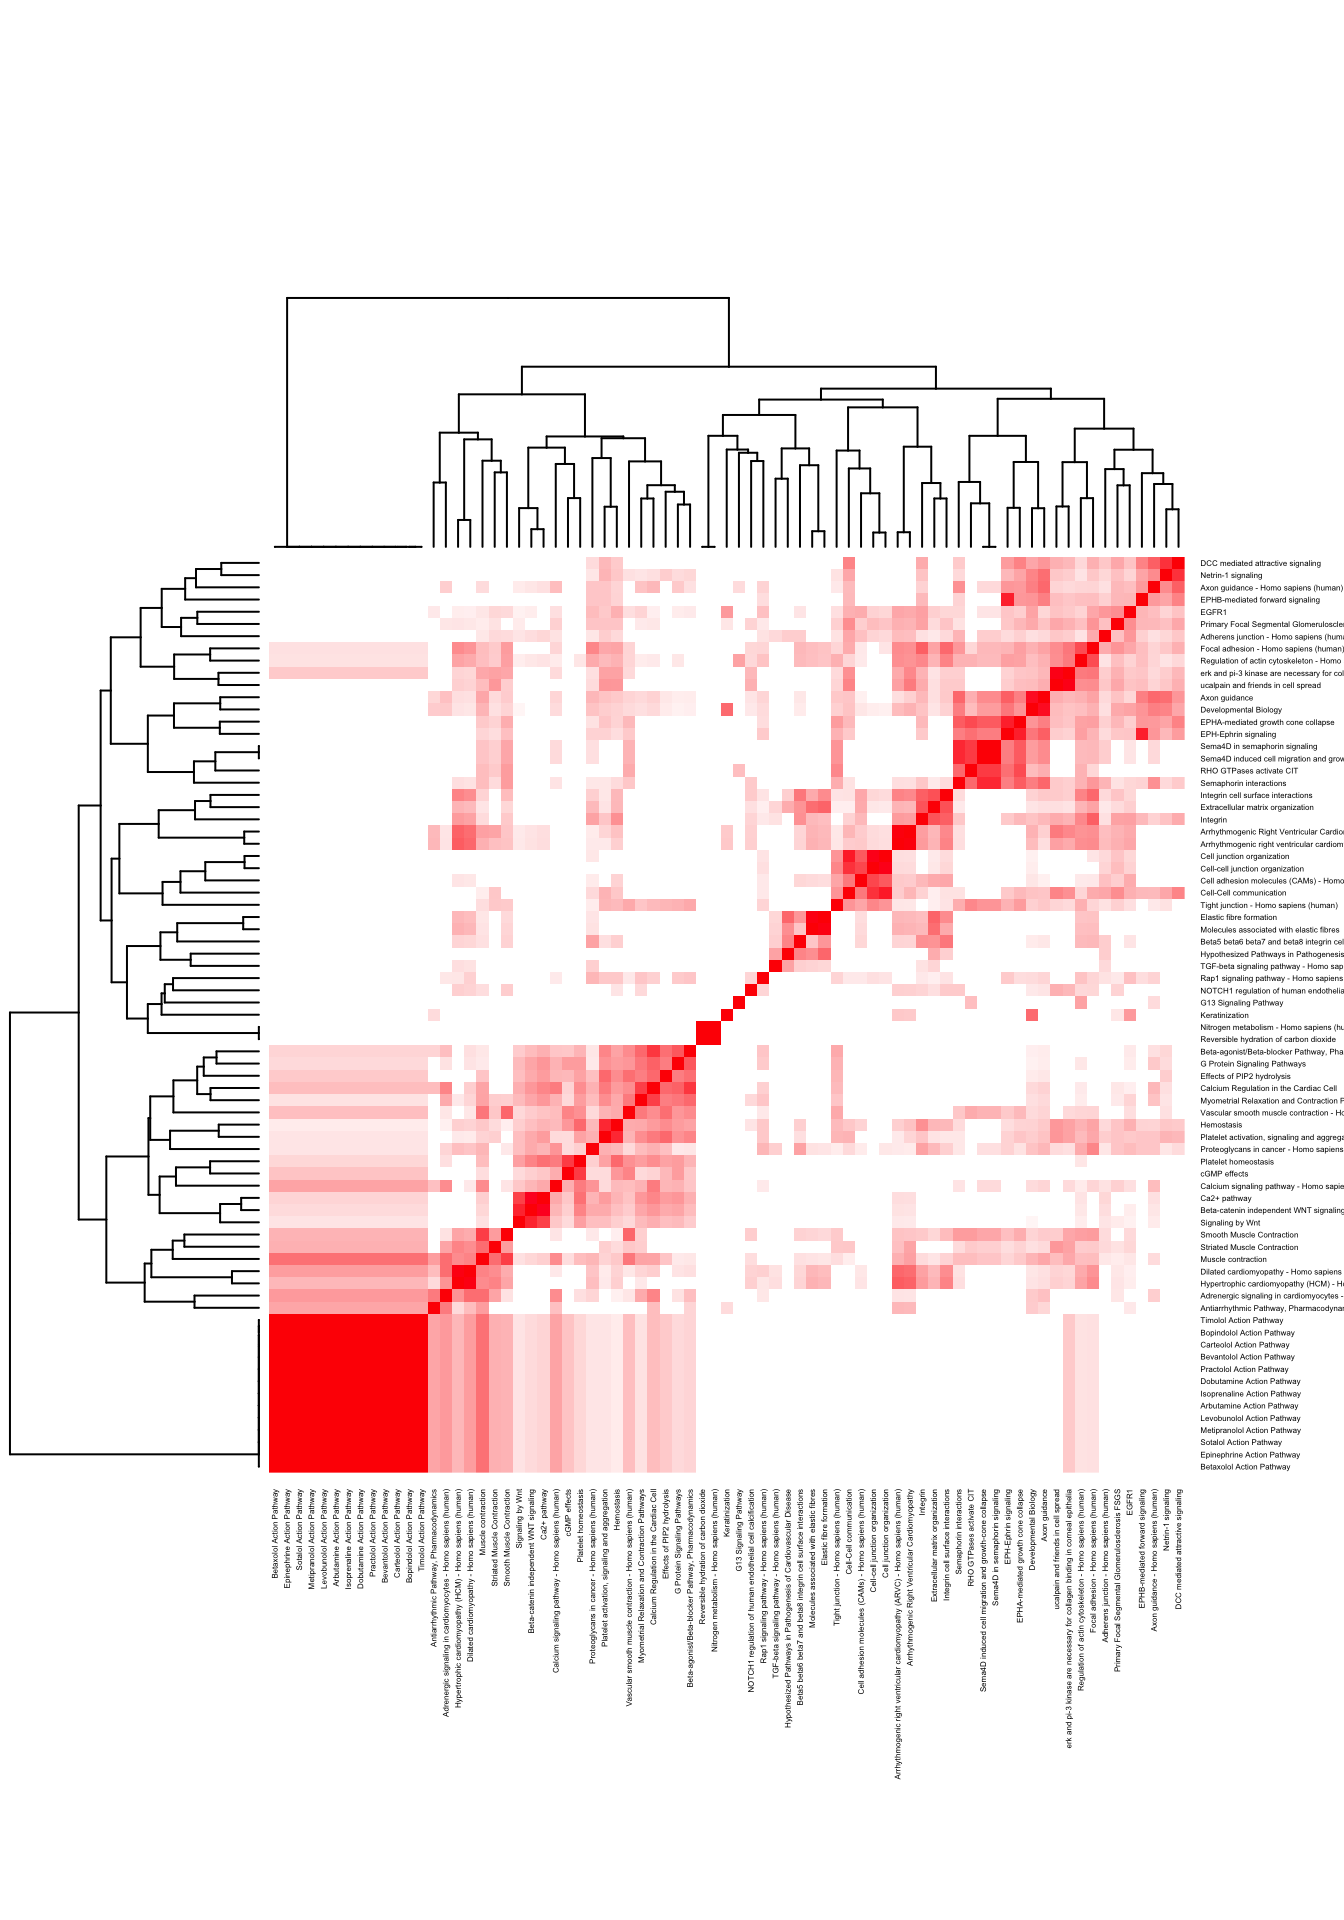 DCC mediated attractive signaling
Netrin-1 signaling
Axon guidance - Homo sapiens (human)
EPHB-mediated forward signaling
EGFR1
Primary Focal Segmental Glomeruloscler
Adherens junction - Homo sapiens (huma
Focal adhesion - Homo sapiens (human)
Regulation of actin cytoskeleton - Homo
erk and pi-3 kinase are necessary for col
ucalpain and friends in cell spread
Axon guidance
Developmental Biology
EPHA-mediated growth cone collapse
EPH-Ephrin signaling
Sema4D in semaphorin signaling
Sema4D induced cell migration and grow
RHO GTPases activate CIT
Semaphorin interactions
Integrin cell surface interactions
Extracellular matrix organization
Integrin
Arrhythmogenic Right Ventricular Cardio
Arrhythmogenic right ventricular cardiom
Cell junction organization
Cell-cell junction organization
Cell adhesion molecules (CAMs) - Homo
Cell-Cell communication
Tight junction - Homo sapiens (human)
Elastic fibre formation
Molecules associated with elastic fibres
Beta5 beta6 beta7 and beta8 integrin cel
Hypothesized Pathways in Pathogenesis
TGF-beta signaling pathway - Homo sap
Rap1 signaling pathway - Homo sapiens
NOTCH1 regulation of human endothelia
G13 Signaling Pathway
Keratinization
Nitrogen metabolism - Homo sapiens (hu
Reversible hydration of carbon dioxide
Beta-agonist/Beta-blocker Pathway, Pha
G Protein Signaling Pathways
Effects of PIP2 hydrolysis
Calcium Regulation in the Cardiac Cell
Myometrial Relaxation and Contraction P
Vascular smooth muscle contraction - Ho
Hemostasis
Platelet activation, signaling and aggrega
Proteoglycans in cancer - Homo sapiens
Platelet homeostasis
cGMP effects
Calcium signaling pathway - Homo sapie
Ca2+ pathway
Beta-catenin independent WNT signaling
Signaling by Wnt
Smooth Muscle Contraction
Striated Muscle Contraction
Muscle contraction
Dilated cardiomyopathy - Homo sapiens
Hypertrophic cardiomyopathy (HCM) - Ho
Adrenergic signaling in cardiomyocytes -
Antiarrhythmic Pathway, Pharmacodynam
Timolol Action Pathway
Bopindolol Action Pathway
Carteolol Action Pathway
Bevantolol Action Pathway
Practolol Action Pathway
Dobutamine Action Pathway
Isoprenaline Action Pathway
Arbutamine Action Pathway
Levobunolol Action Pathway
Metipranolol Action Pathway
Sotalol Action Pathway
Epinephrine Action Pathway
Betaxolol Action Pathway
Betaxolol Action Pathway
Epinephrine Action Pathway
Sotalol Action Pathway
Metipranolol Action Pathway
Levobunolol Action Pathway
Arbutamine Action Pathway
Isoprenaline Action Pathway
Dobutamine Action Pathway
Practolol Action Pathway
Bevantolol Action Pathway
Carteolol Action Pathway
Bopindolol Action Pathway
Timolol Action Pathway
Antiarrhythmic Pathway, Pharmacodynamics
Adrenergic signaling in cardiomyocytes - Homo sapiens (human)
Hypertrophic cardiomyopathy (HCM) - Homo sapiens (human)
Dilated cardiomyopathy - Homo sapiens (human)
Muscle contraction
Striated Muscle Contraction
Smooth Muscle Contraction
Signaling by Wnt
Beta-catenin independent WNT signaling
Ca2+ pathway
Calcium signaling pathway - Homo sapiens (human)
cGMP effects
Platelet homeostasis
Proteoglycans in cancer - Homo sapiens (human)
Platelet activation, signaling and aggregation
Hemostasis
Vascular smooth muscle contraction - Homo sapiens (human)
Myometrial Relaxation and Contraction Pathways
Calcium Regulation in the Cardiac Cell
Effects of PIP2 hydrolysis
G Protein Signaling Pathways
Beta-agonist/Beta-blocker Pathway, Pharmacodynamics
Reversible hydration of carbon dioxide
Nitrogen metabolism - Homo sapiens (human)
Keratinization
G13 Signaling Pathway
NOTCH1 regulation of human endothelial cell calcification
Rap1 signaling pathway - Homo sapiens (human)
TGF-beta signaling pathway - Homo sapiens (human)
Hypothesized Pathways in Pathogenesis of Cardiovascular Disease
Beta5 beta6 beta7 and beta8 integrin cell surface interactions
Molecules associated with elastic fibres
Elastic fibre formation
Tight junction - Homo sapiens (human)
Cell-Cell communication
Cell adhesion molecules (CAMs) - Homo sapiens (human)
Cell-cell junction organization
Cell junction organization
Arrhythmogenic right ventricular cardiomyopathy (ARVC) - Homo sapiens (human)
Arrhythmogenic Right Ventricular Cardiomyopathy
Integrin
Extracellular matrix organization
Integrin cell surface interactions
Semaphorin interactions
RHO GTPases activate CIT
Sema4D induced cell migration and growth-cone collapse
Sema4D in semaphorin signaling
EPH-Ephrin signaling
EPHA-mediated growth cone collapse
Developmental Biology
Axon guidance
ucalpain and friends in cell spread
erk and pi-3 kinase are necessary for collagen binding in corneal epithelia
Regulation of actin cytoskeleton - Homo sapiens (human)
Focal adhesion - Homo sapiens (human)
Adherens junction - Homo sapiens (human)
Primary Focal Segmental Glomerulosclerosis FSGS
EGFR1
EPHB-mediated forward signaling
Axon guidance - Homo sapiens (human)
Netrin-1 signaling
DCC mediated attractive signaling